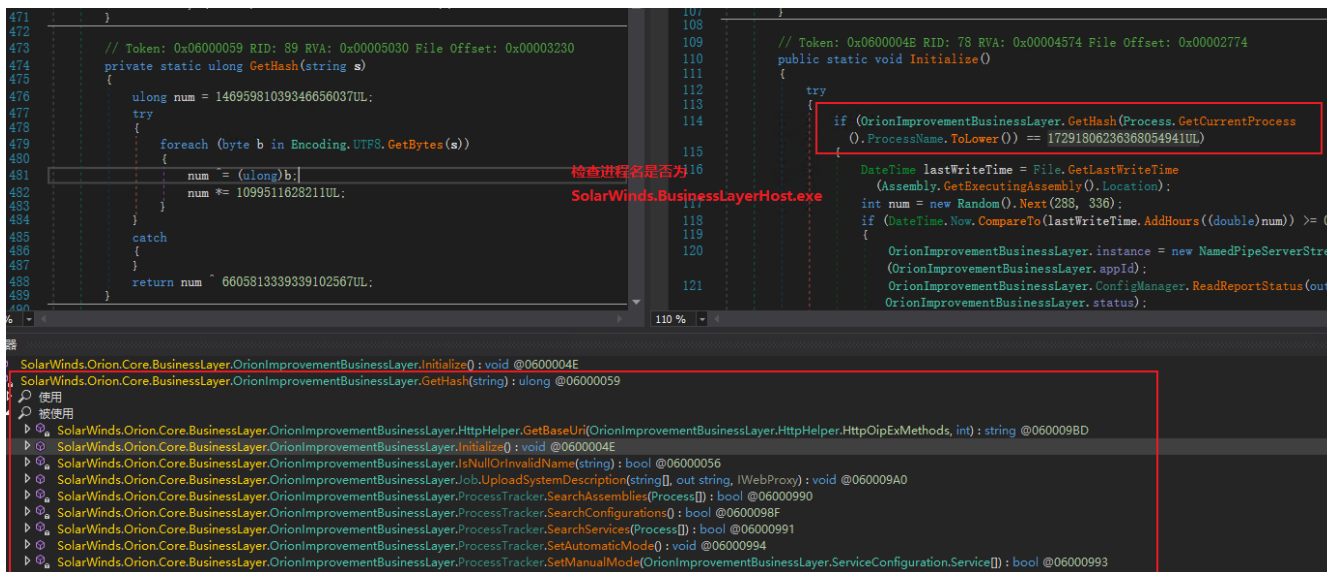 471 }
472
473 // Token: 0x06000059 RID: 89 RVA: 0x00005030 File Offset: 0x00003230
474 private static ulong GetHash(string s)
475 {
476 ulong num = 14695981039346656037UL;
477 try
478 {
479 foreach (byte b in Encoding.UTF8.GetBytes(s))
480 {
481 num ^= (ulong)b;
482 num *= 1099511628211UL;
483 }
484 }
485 catch
486 {
487 }
488 return num ^ 6605813339339102567UL;
489 }
490
% 
107 }
108
109 // Token: 0x0600004E RID: 78 RVA: 0x00004574 File Offset: 0x00002774
110 public static void Initialize()
111 {
112 try
113 {
114 if (OrionImprovementBusinessLayer.GetHash(Process.GetCurrentProcess
().ProcessName.ToLower()) == 17291806236368054941UL)
115 {
116 DateTime lastWriteTime = File.GetLastWriteTime
(Assembly.GetExecutingAssembly().Location);
117 int num = new Random().Next(288, 336);
118 if (DateTime.Now.CompareTo(lastWriteTime.AddHours((double)num)) >=
119 {
120 OrionImprovementBusinessLayer.instance = new NamedPipeServerStre
(OrionImprovementBusinessLayer.appId);
121 OrionImprovementBusinessLayer.ConfigManager.ReadReportStatus(out
OrionImprovementBusinessLayer.status);
110 %
检查进程名是否为
SolarWinds.BusinessLayerHost.exe
器
SolarWinds.Orion.Core.BusinessLayer.OrionImprovementBusinessLayer.Initialize() : void @0600004E
SolarWinds.Orion.Core.BusinessLayer.OrionImprovementBusinessLayer.GetHash(string) : ulong @06000059
使用
被使用
SolarWinds.Orion.Core.BusinessLayer.OrionImprovementBusinessLayer.HttpHelper.GetBaseUri(OrionImprovementBusinessLayer.HttpHelper.HttpOipExMethods, int) : string @060009BD
SolarWinds.Orion.Core.BusinessLayer.OrionImprovementBusinessLayer.Initialize() : void @0600004E
SolarWinds.Orion.Core.BusinessLayer.OrionImprovementBusinessLayer.IsNullOrInvalidName(string) : bool @06000056
SolarWinds.Orion.Core.BusinessLayer.OrionImprovementBusinessLayer.Job.UploadSystemDescription(string[], out string, IWebProxy) : void @060009A0
SolarWinds.Orion.Core.BusinessLayer.OrionImprovementBusinessLayer.ProcessTracker.SearchAssemblies(Process[]) : bool @06000990
SolarWinds.Orion.Core.BusinessLayer.OrionImprovementBusinessLayer.ProcessTracker.SearchConfigurations() : bool @0600098F
SolarWinds.Orion.Core.BusinessLayer.OrionImprovementBusinessLayer.ProcessTracker.SearchServices(Process[]) : bool @06000991
SolarWinds.Orion.Core.BusinessLayer.OrionImprovementBusinessLayer.ProcessTracker.SetAutomaticMode() : void @06000994
SolarWinds.Orion.Core.BusinessLayer.OrionImprovementBusinessLayer.ProcessTracker.SetManualMode(OrionImprovementBusinessLayer.ServiceConfiguration.Service[]) : bool @06000993